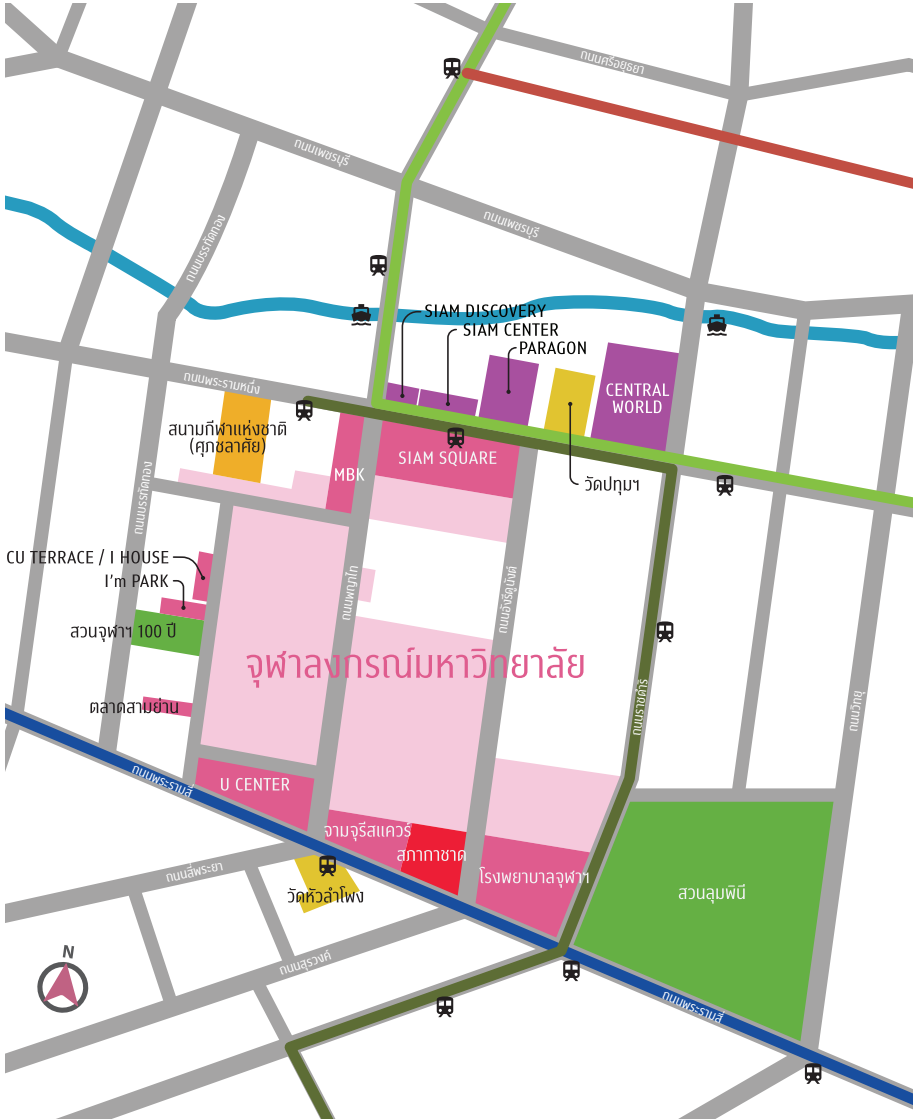 ถนนศรีอยุธยา
ถนนเพชรบุรี
ถนนเพชรบุรี
ถนนบรรทัดทอง
SIAM DISCOVERY
SIAM CENTER
PARAGON
ถนนพระรามหนึ่ง
CENTRAL
WORLD
สนามกีฬาแห่งชาติ
(ศุภชลาศัย)
MBK
SIAM SQUARE
วัดปทุมฯ
ถนนบรรทัดทอง
CU TERRACE / I HOUSE
I'm PARK
ถนนพญาไท
ถนนอังรีดูนังต์
สวนจุฬาฯ 100 ปี
จุฬาลงกรณ์มหาวิทยาลัย
ตลาดสามย่าน
ถนนราชดำริ
ถนนวิทยุ
ถนนพระรามสี่
U CENTER
จามจุรีสแควร์
สภากาชาด
โรงพยาบาลจุฬาฯ
สวนลุมพินี
ถนนสี่พระยา
วัดหัวลำโพง
ถนนสุรวงค์
N
ถนนพระรามสี่